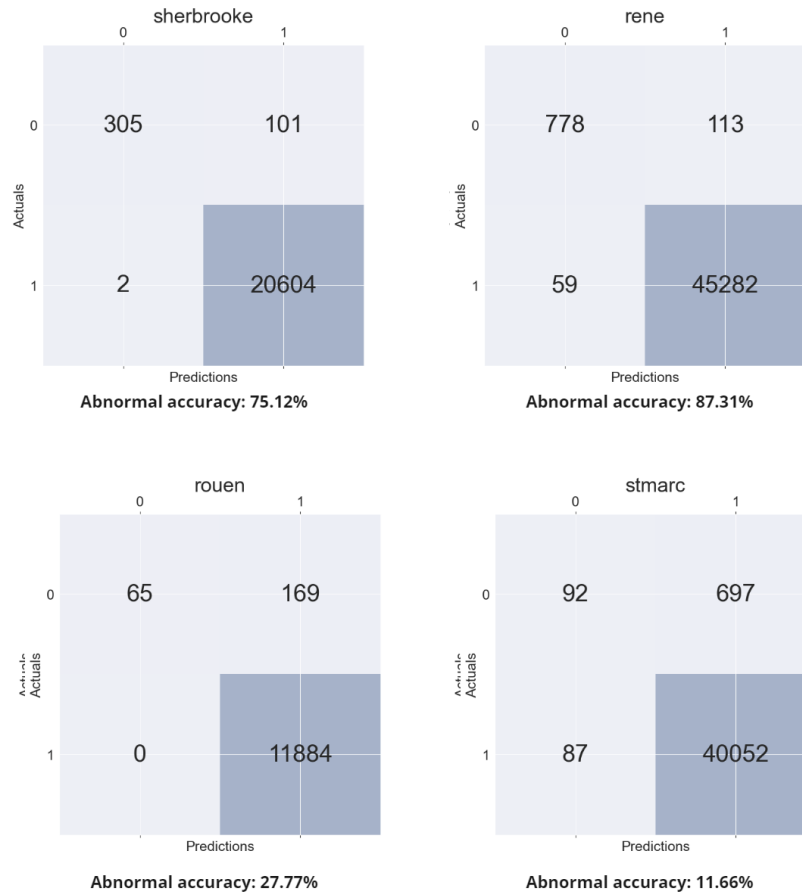 sherbrooke
0 1
0 305 101
Actuals
1 2 20604
Predictions
Abnormal accuracy: 75.12%
rene
0 1
0 778 113
Actuals
1 59 45282
Predictions
Abnormal accuracy: 87.31%
rouen
0 1
0 65 169
Actuals
Actuals
1 0 11884
Predictions
Abnormal accuracy: 27.77%
stmarc
0 1
0 92 697
Actuals
Actuals
1 87 40052
Predictions
Abnormal accuracy: 11.66%